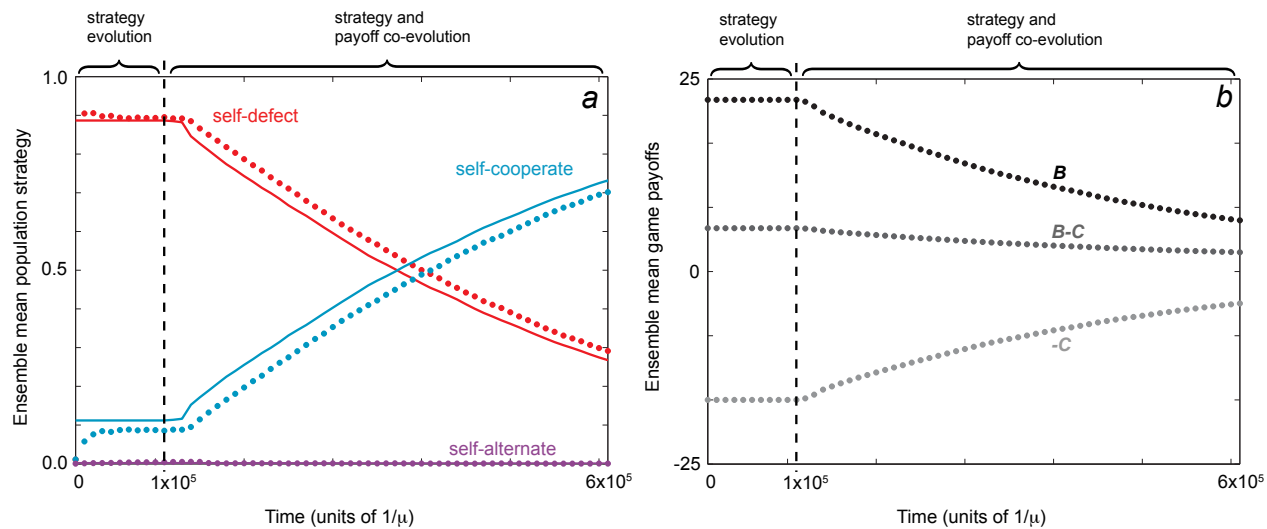 strategy
evolution
strategy and
payoff co-evolution
1.0
a
self-defect
self-cooperate
0.5
self-alternate
0.0
0
1x10⁵
6x10⁵
Ensemble mean population strategy
Time (units of 1/μ)
strategy
evolution
strategy and
payoff co-evolution
25
b
B
B-C
0
-C
-25
0
1x10⁵
6x10⁵
Ensemble mean game payoffs
Time (units of 1/μ)